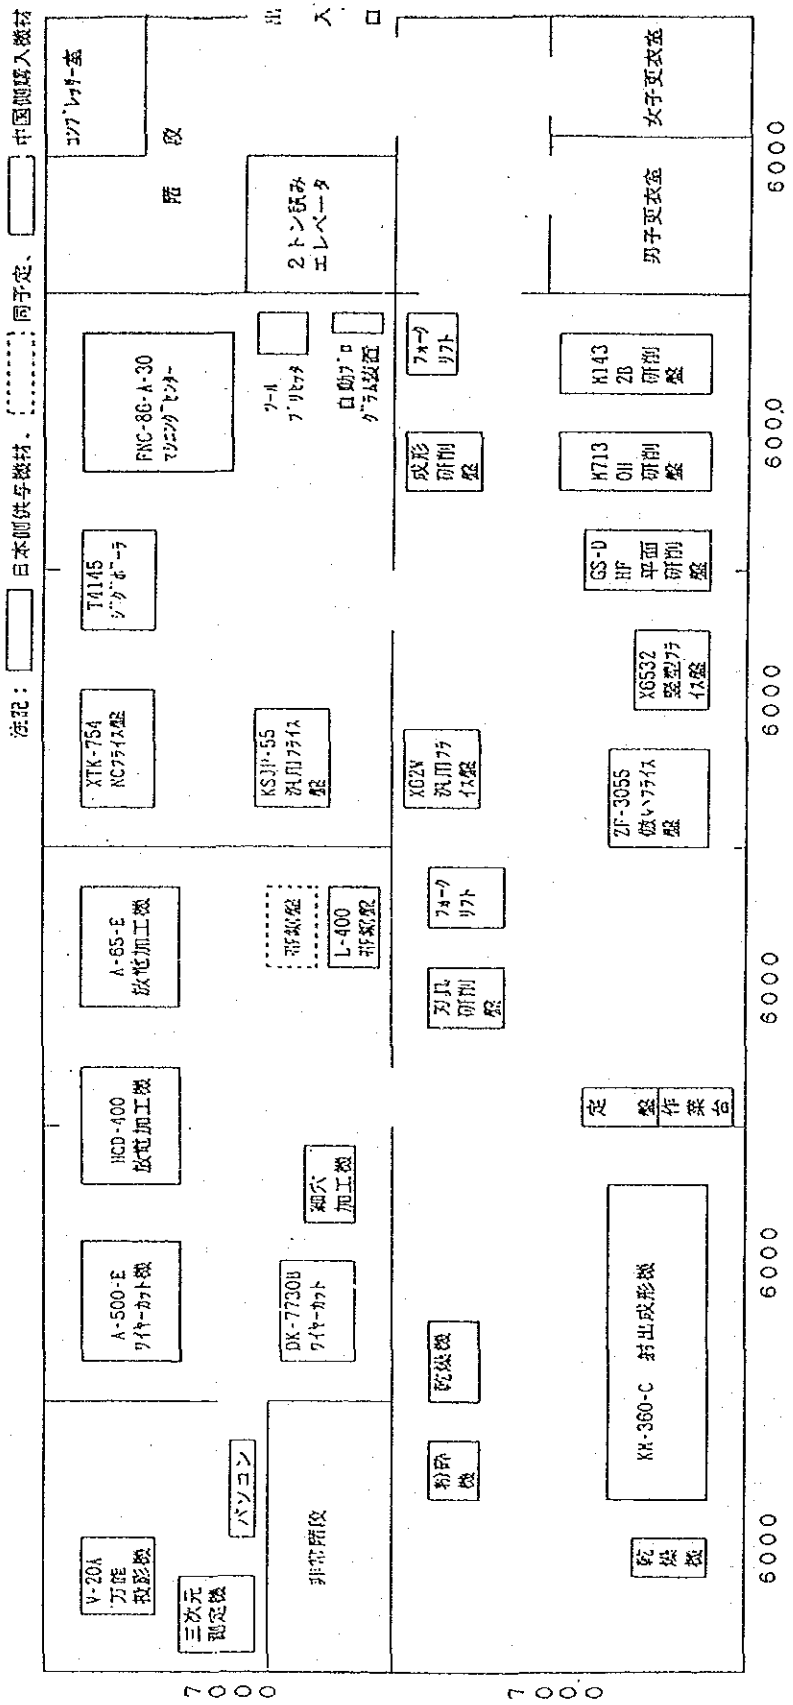 注記： 日本側供与機材、 同予定、 中国側購入機材
出入口
コンプレッサー室
階段
2トン積み
エレベータ
女子更衣室
男子更衣室
FNC-86-A-30
マシニングセンター
ツール
プリセッタ
自動プロ
グラム装置
フォーク
リフト
成形
研削
盤
M143
2B
研削
盤
M713
0H
研削
盤
T4145
ジグボーラ
GS-D
HF
平面
研削
盤
XTK-754
NCフライス盤
KSJP-55
汎用フライス
盤
X62W
汎用フラ
イス盤
X6532
竪型フラ
イス盤
ZF-3055
倣いフライス
盤
A-65-E
放電加工機
帯鋸盤
L-400
帯鋸盤
フォーク
リフト
刃具
研削
盤
HCD-400
放電加工機
細穴
加工機
定盤
作業台
A-500-E
ワイヤーカット機
DK-7730B
ワイヤーカット
乾燥機
粉砕
機
KM-360-C 射出成形機
乾燥機
V-20A
万能
投影機
三次元
測定機
パソコン
非常階段
6000
6000
6000
6000
6000
6000
7000
7000